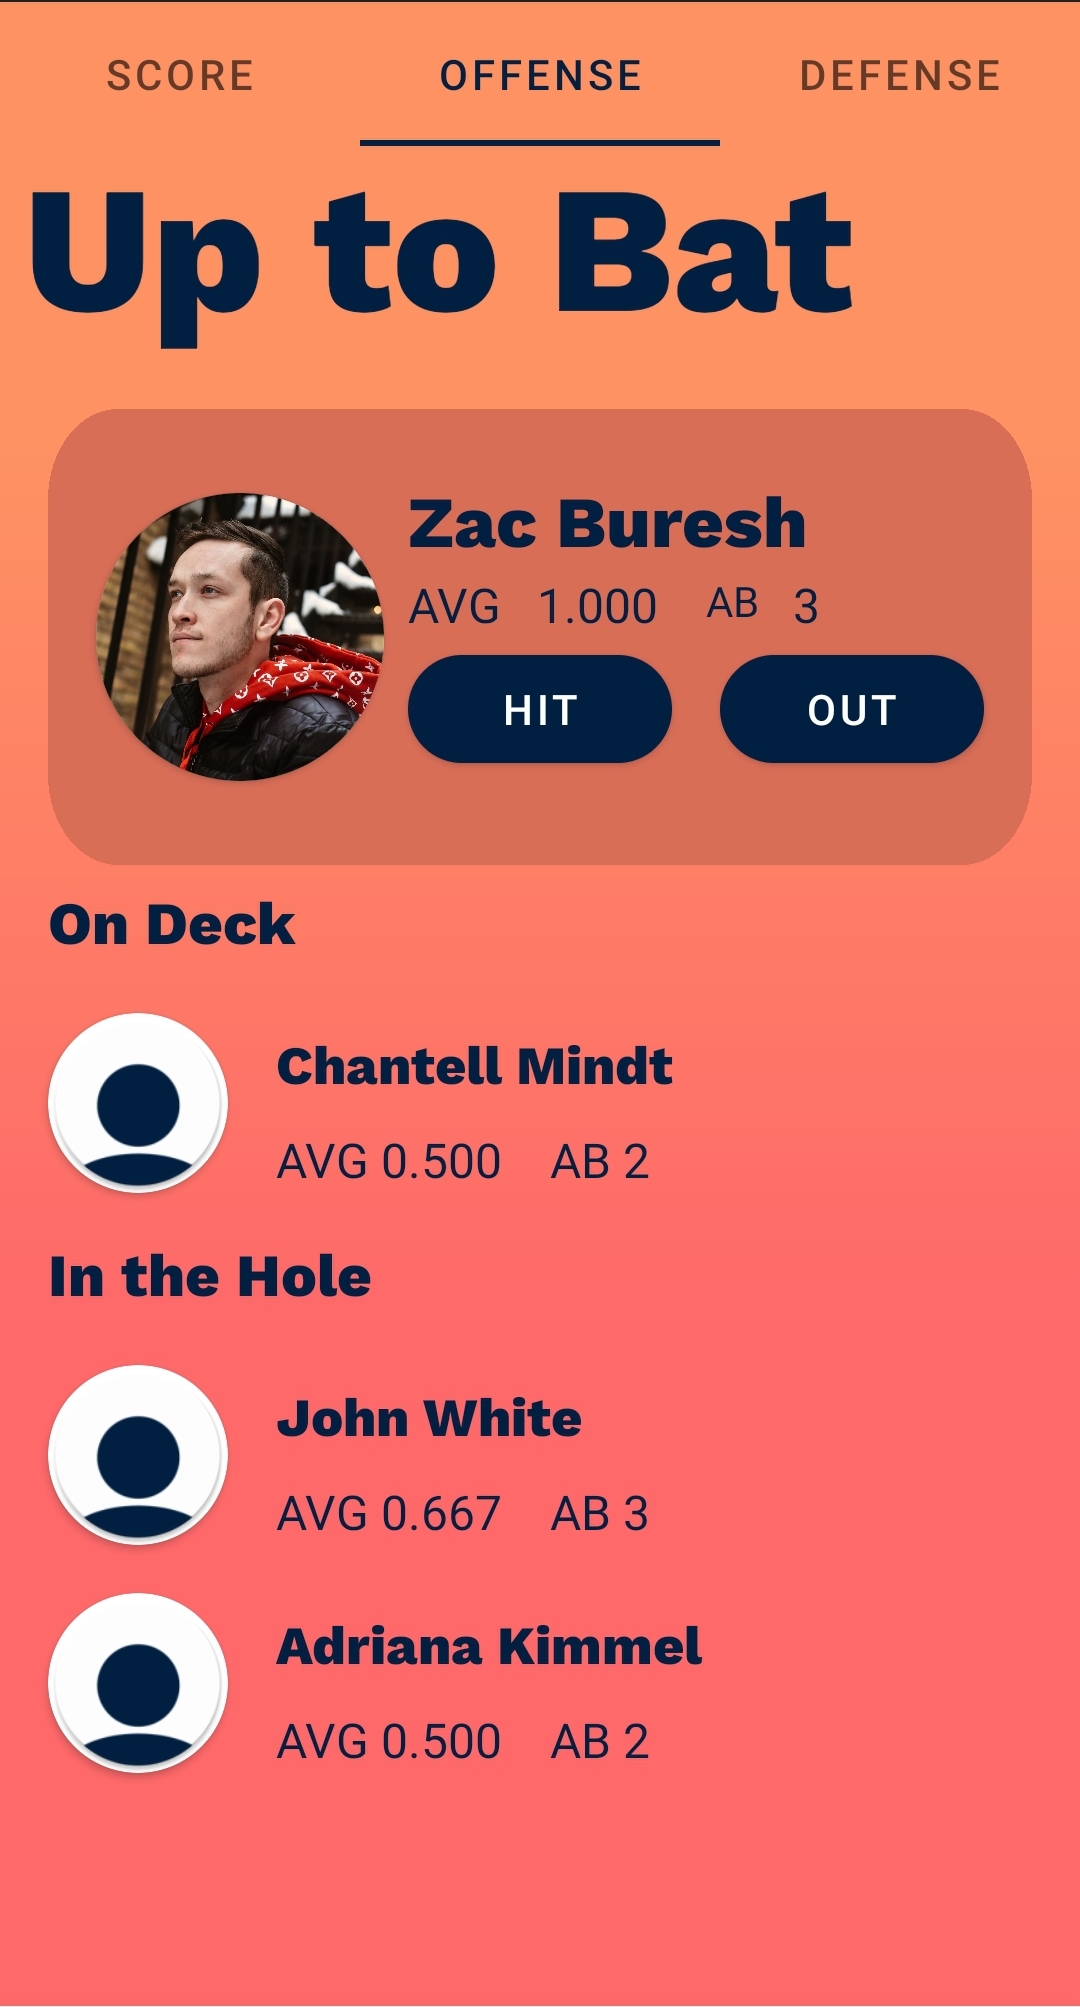 SCORE OFFENSE DEFENSE
Up to Bat
Zac Buresh
AVG 1.000 AB 3
HIT OUT
On Deck
Chantell Mindt
AVG 0.500 AB 2
In the Hole
John White
AVG 0.667 AB 3
Adriana Kimmel
AVG 0.500 AB 2